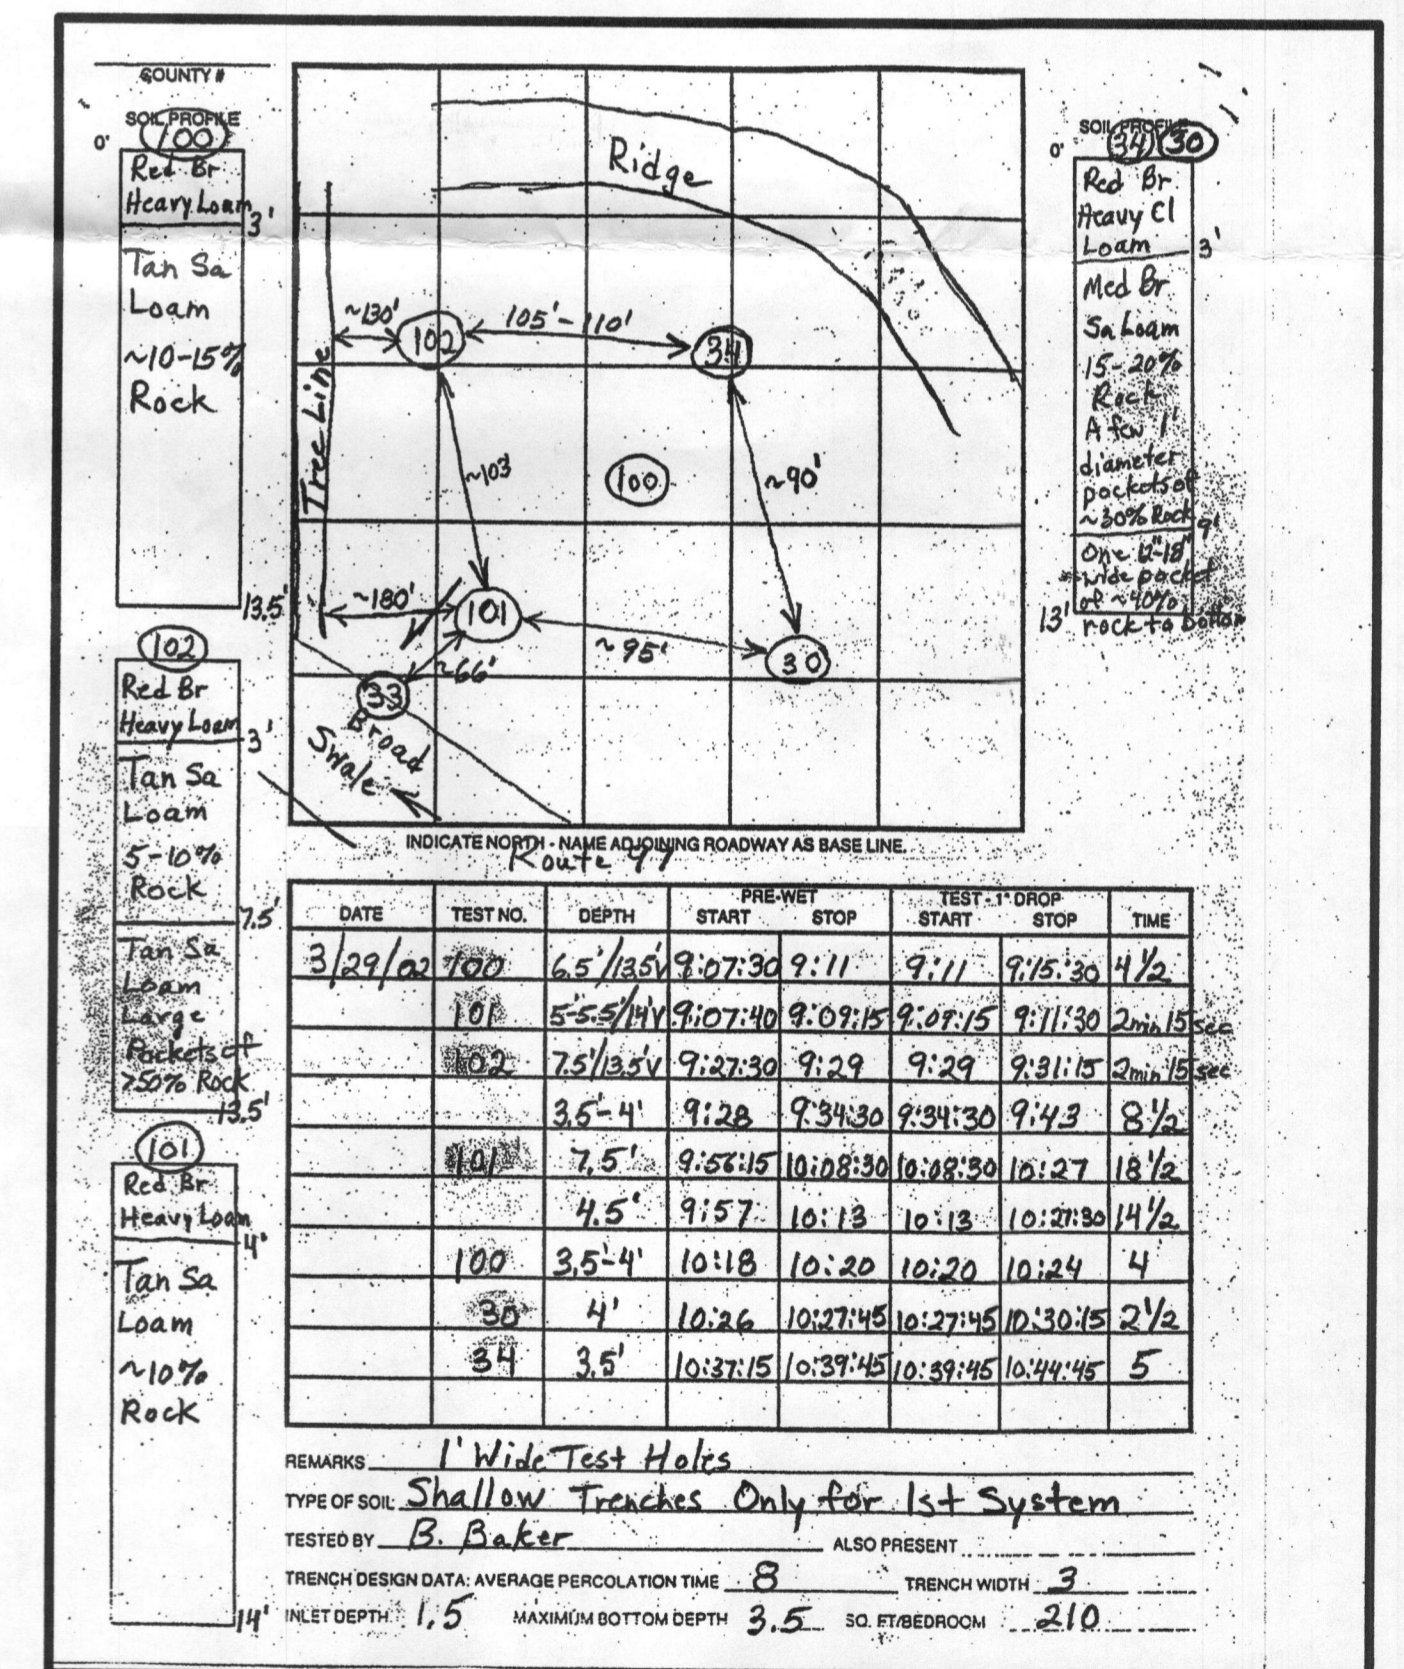 COUNTY #
SOIL PROFILE
100
0'
Red Br
Heavy Loam
3'
Tan Sa
Loam
~10-15%
Rock
13.5'
102
Red Br
Heavy Loam
3'
Tan Sa
Loam
5-10%
Rock
7.5'
Tan Sa
Loam
Large
Pockets of
>50% Rock
13.5'
101
Red Br
Heavy Loam
4'
Tan Sa
Loam
~10%
Rock
14'
Ridge
Tree Line
~130'
102
105'-110'
34
~103'
100
~90'
~180'
101
~95'
30
~66'
33
Broad
Swale
SOIL PROFILE
34 30
0'
Red Br
Heavy Cl
Loam
3'
Med Br
Sa Loam
15-20%
Rock
A few 1'
diameter
pockets of
~30% Rock
9'
One 12"-18"
wide pocket
of ~40%
13'
rock to bottom
INDICATE NORTH - NAME ADJOINING ROADWAY AS BASE LINE.
Route 97
PRE-WET TEST - 1" DROP
DATE TEST NO. DEPTH START STOP START STOP TIME
3/29/02 100 6.5'/13.5'V 9:07:30 9:11 9:11 9:15:30 4 1/2
101 5'-5.5'/14'V 9:07:40 9:09:15 9:09:15 9:11:30 2min 15 sec
102 7.5'/13.5'V 9:27:30 9:29 9:29 9:31:15 2min 15 sec
3.5'-4' 9:28 9:34:30 9:34:30 9:43 8 1/2
101 7.5' 9:56:15 10:08:30 10:08:30 10:27 18 1/2
4.5' 9:57 10:13 10:13 10:27:30 14 1/2
100 3.5'-4' 10:18 10:20 10:20 10:24 4
30 4' 10:26 10:27:45 10:27:45 10:30:15 2 1/2
34 3.5' 10:37:15 10:39:45 10:39:45 10:44:45 5
REMARKS 1' Wide Test Holes
TYPE OF SOIL Shallow Trenches Only for 1st System
TESTED BY B. Baker ALSO PRESENT
TRENCH DESIGN DATA: AVERAGE PERCOLATION TIME 8 TRENCH WIDTH 3
INLET DEPTH 1.5 MAXIMUM BOTTOM DEPTH 3.5 SQ. FT/BEDROOM 210